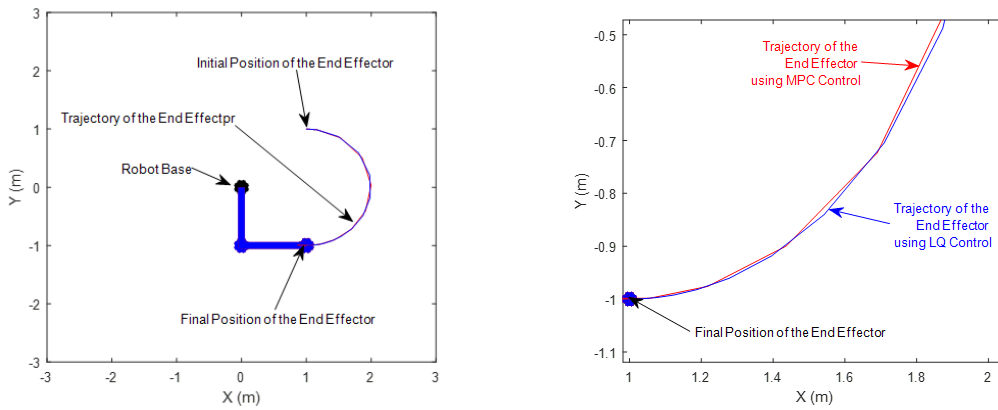 3
2
1
0
-1
-2
-3
Y (m)
Initial Position of the End Effector
Trajectory of the End Effectpr
Robot Base
Final Position of the End Effector
-3
-2
-1
0
1
2
3
X (m)
-0.5
-0.6
-0.7
-0.8
-0.9
-1
-1.1
Y (m)
Trajectory of the
End Effector
using MPC Control
Trajectory of the
End Effector
using LQ Control
Final Position of the End Effector
1
1.2
1.4
1.6
1.8
2
X (m)